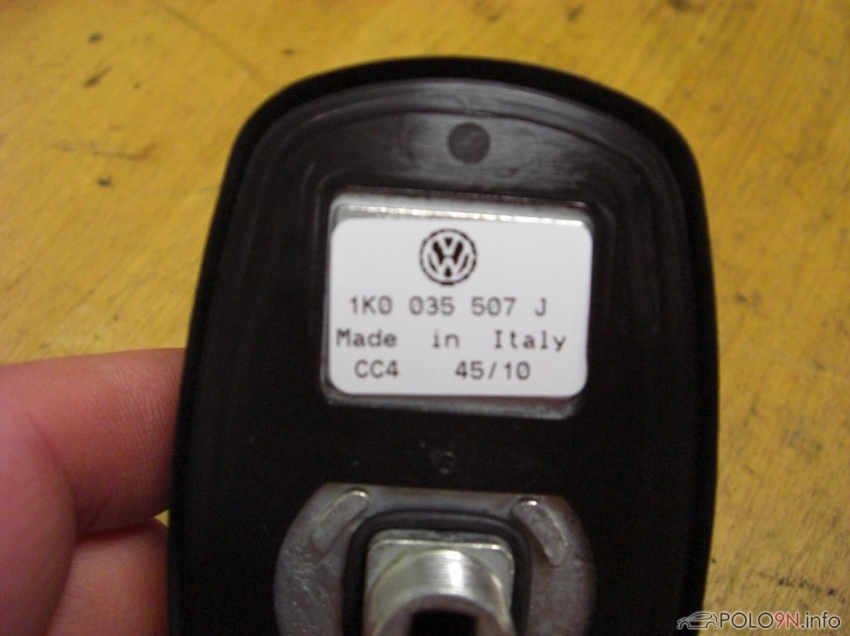 1K0 035 507 J
Made in Italy
CC4 45/10
POLO9N.info